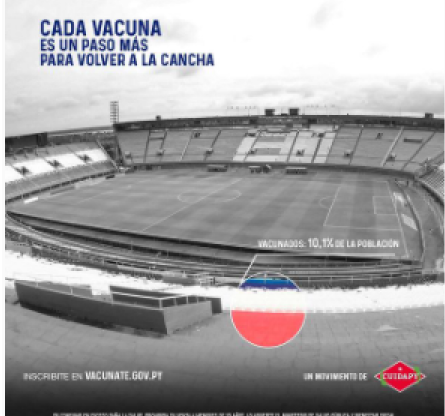 CADA VACUNA
ES UN PASO MÁS
PARA VOLVER A LA CANCHA
VACUNADOS: 10,1% DE LA POBLACIÓN
INSCRIBITE EN VACUNATE.GOV.PY
UN MOVIMIENTO DE CUIDAPY